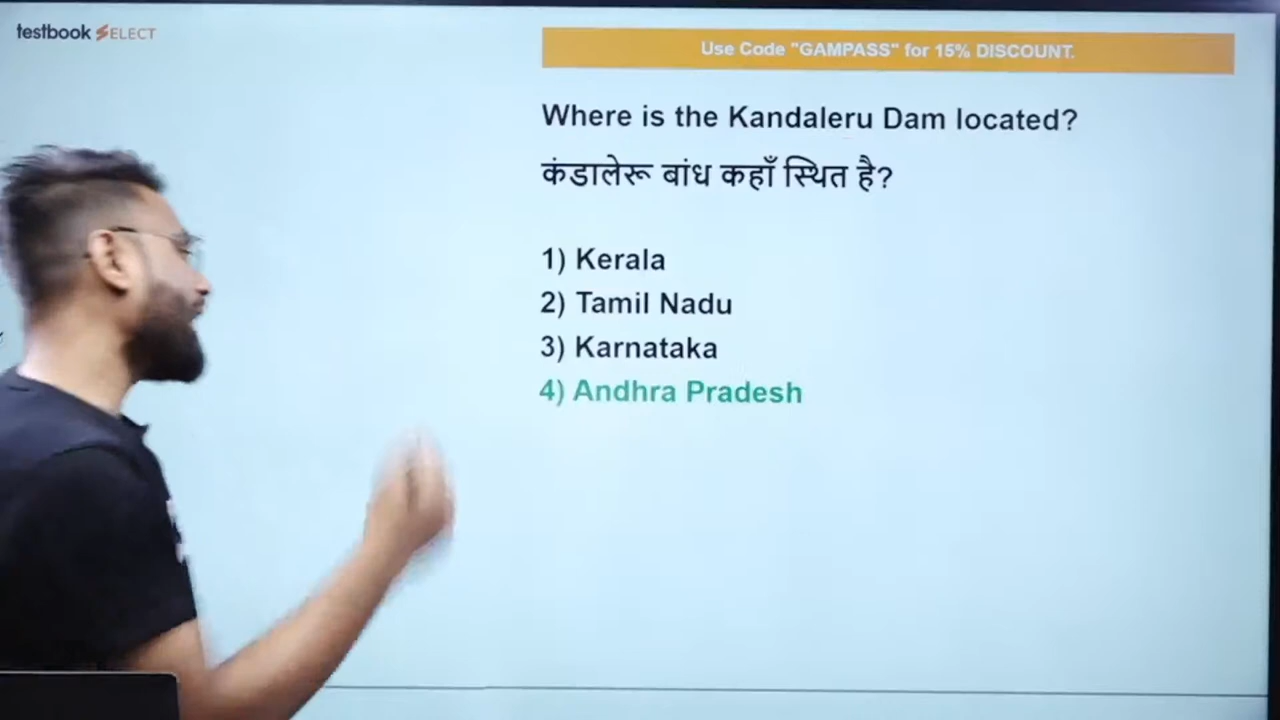 testbook SELECT
Use Code "GAMPASS" for 15% DISCOUNT.
Where is the Kandaleru Dam located?
कंडालेरू बांध कहाँ स्थित है?
1) Kerala
2) Tamil Nadu
3) Karnataka
4) Andhra Pradesh